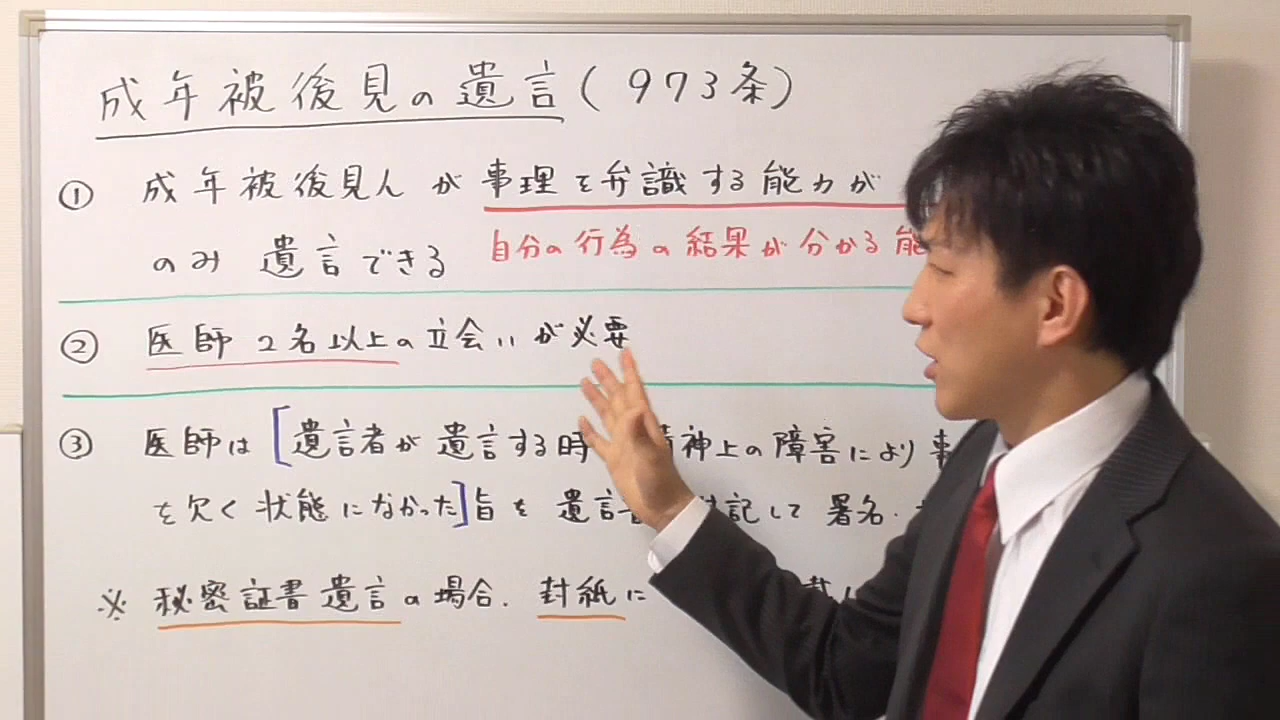 成年被後見の遺言(973条)
① 成年被後見人が事理を弁識する能力が
のみ 遺言できる
自分の行為の結果が分かる能
② 医師2名以上の立会いが必要
③ 医師は[遺言者が遺言する時 精神上の障害により事
を欠く状態になかった]旨を遺言 記して署名・
※ 秘密証書遺言の場合.封紙に